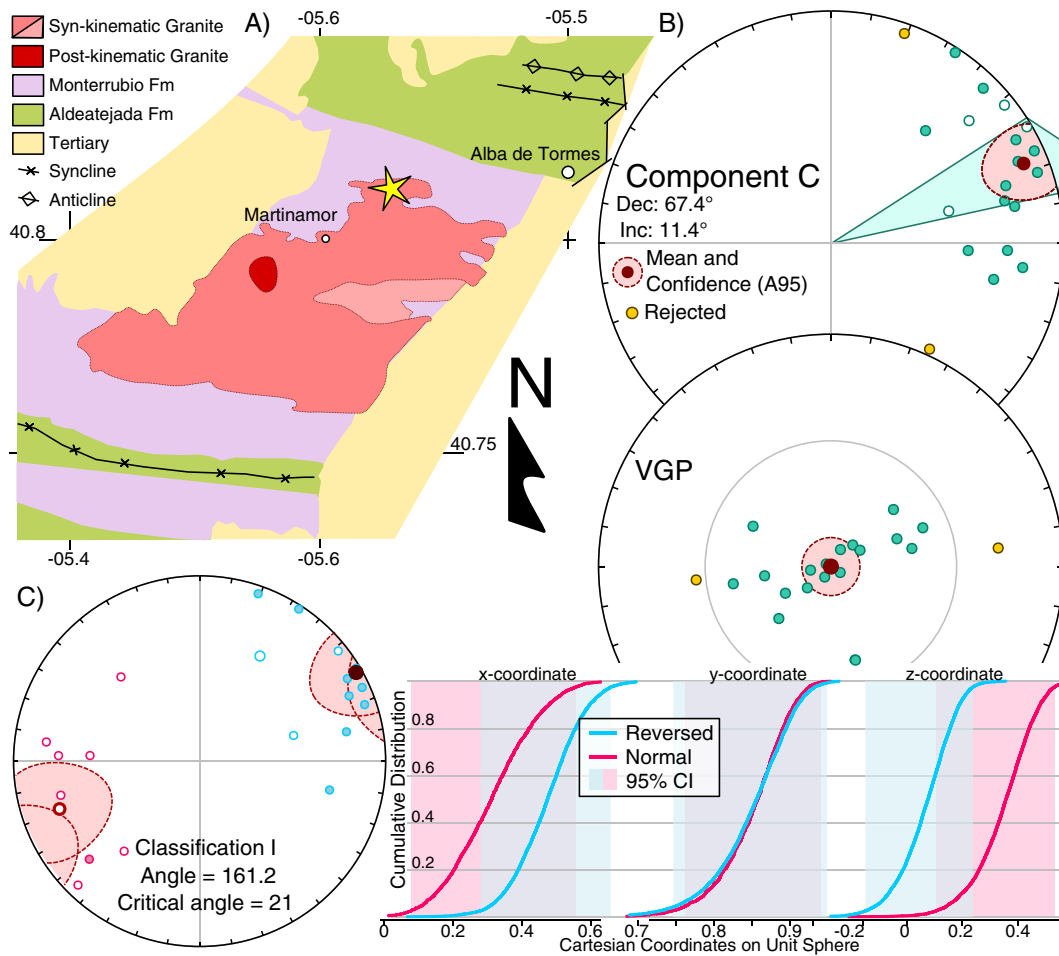 -05.6
-05.5
Syn-kinematic Granite
Post-kinematic Granite
Monterrubio Fm
Aldeatejada Fm
Tertiary
Syncline
Anticline
A)
Alba de Tormes
Martinamor
40.8
40.75
-05.4
-05.6
N
B)
Component C
Dec: 67.4°
Inc: 11.4°
Mean and
Confidence (A95)
Rejected
VGP
C)
Classification I
Angle = 161.2
Critical angle = 21
x-coordinate
y-coordinate
z-coordinate
Cumulative Distribution
0.8
0.6
0.4
0.2
Reversed
Normal
95% CI
0
0.2
0.4
0.6
0.7
0.8
0.9
-0.2
0
0.2
0.4
Cartesian Coordinates on Unit Sphere